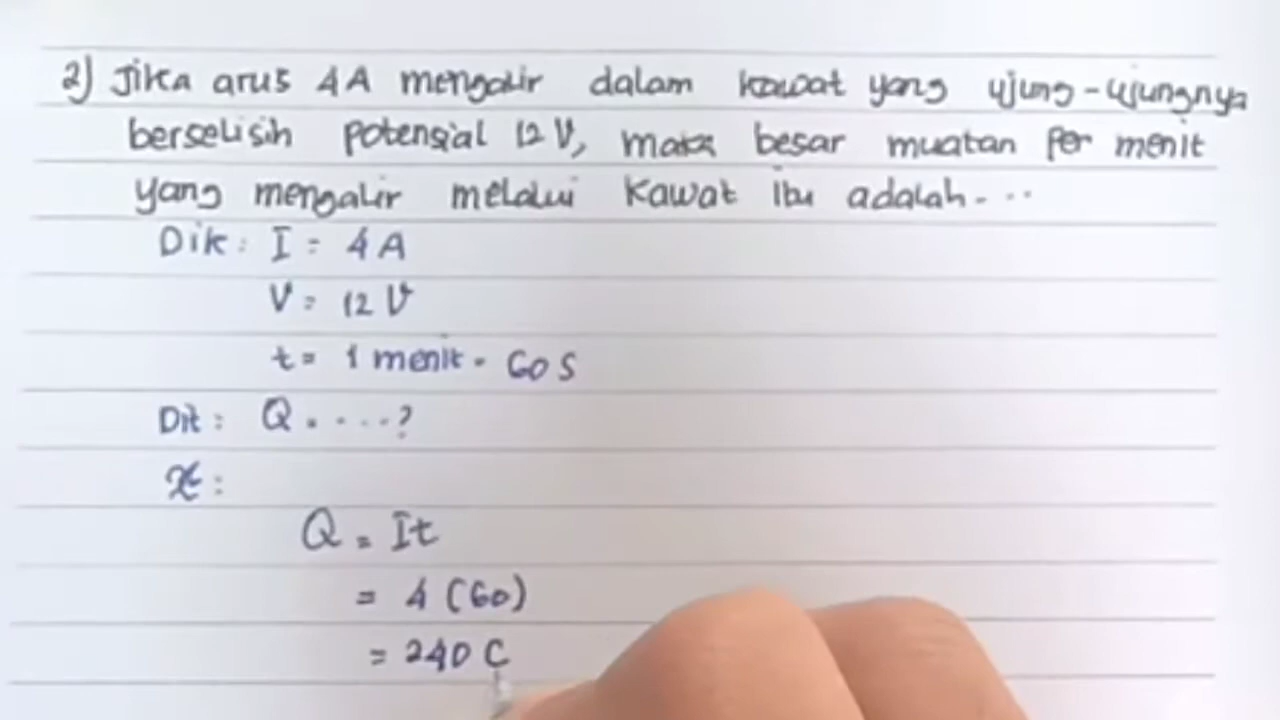 2) Jika arus 4 A mengalir dalam kawat yang ujung-ujungnya
berselisih potensial 12 V, maka besar muatan per menit
yang mengalir melalui kawat itu adalah. . . .
Dik : I = 4 A
V = 12 V
t = 1 menit = 60 s
Dit : Q = . . . . ?
Q = It
= 4 (60)
= 240 C